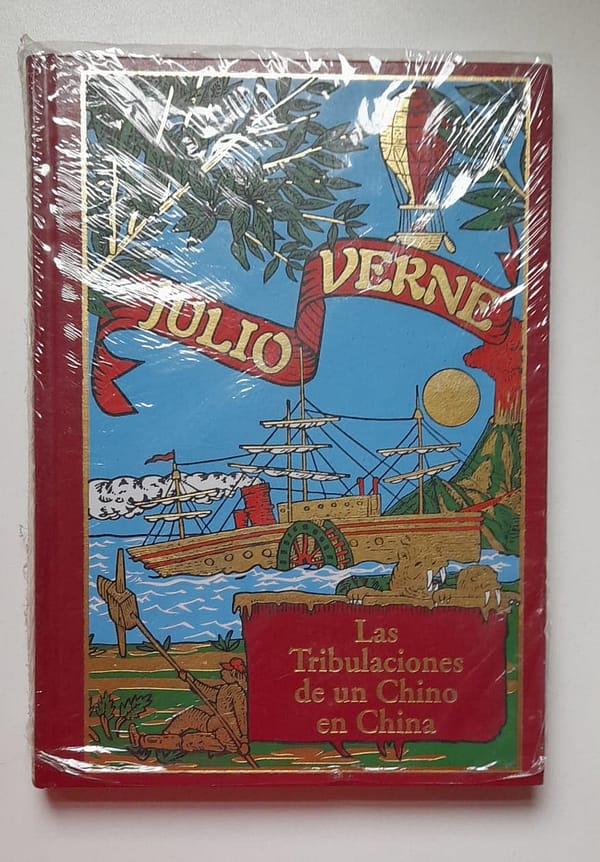 JULIO VERNE
Las
Tribulaciones
de un Chino
en China